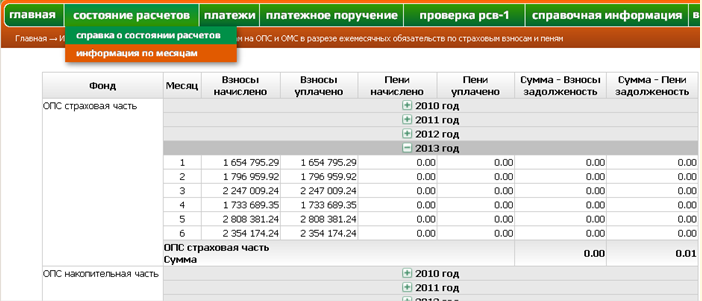 главная состояние расчетов платежи платежное поручение проверка рсв-1 справочная информация
справка о состоянии расчетов
Главная → на ОПС и ОМС в разрезе ежемесячных обязательств по страховым взносам и пеням
информация по месяцам
Фонд Месяц Взносы начислено Взносы уплачено Пени начислено Пени уплачено Сумма - Взносы задолженость Сумма - Пени задолженость
ОПС страховая часть
2010 год
2011 год
2012 год
2013 год
1 1 654 795.29 1 654 795.29 0.00 0.00 0.00 0.00
2 1 796 959.92 1 796 959.92 0.00 0.00 0.00 0.00
3 2 247 009.24 2 247 009.24 0.00 0.00 0.00 0.00
4 1 733 689.35 1 733 689.35 0.00 0.00 0.00 0.00
5 2 808 381.24 2 808 381.24 0.00 0.00 0.00 0.00
6 2 354 174.24 2 354 174.24 0.00 0.00 0.00 0.00
ОПС страховая часть
Сумма 0.00 0.01
ОПС накопительная часть
2010 год
2011 год